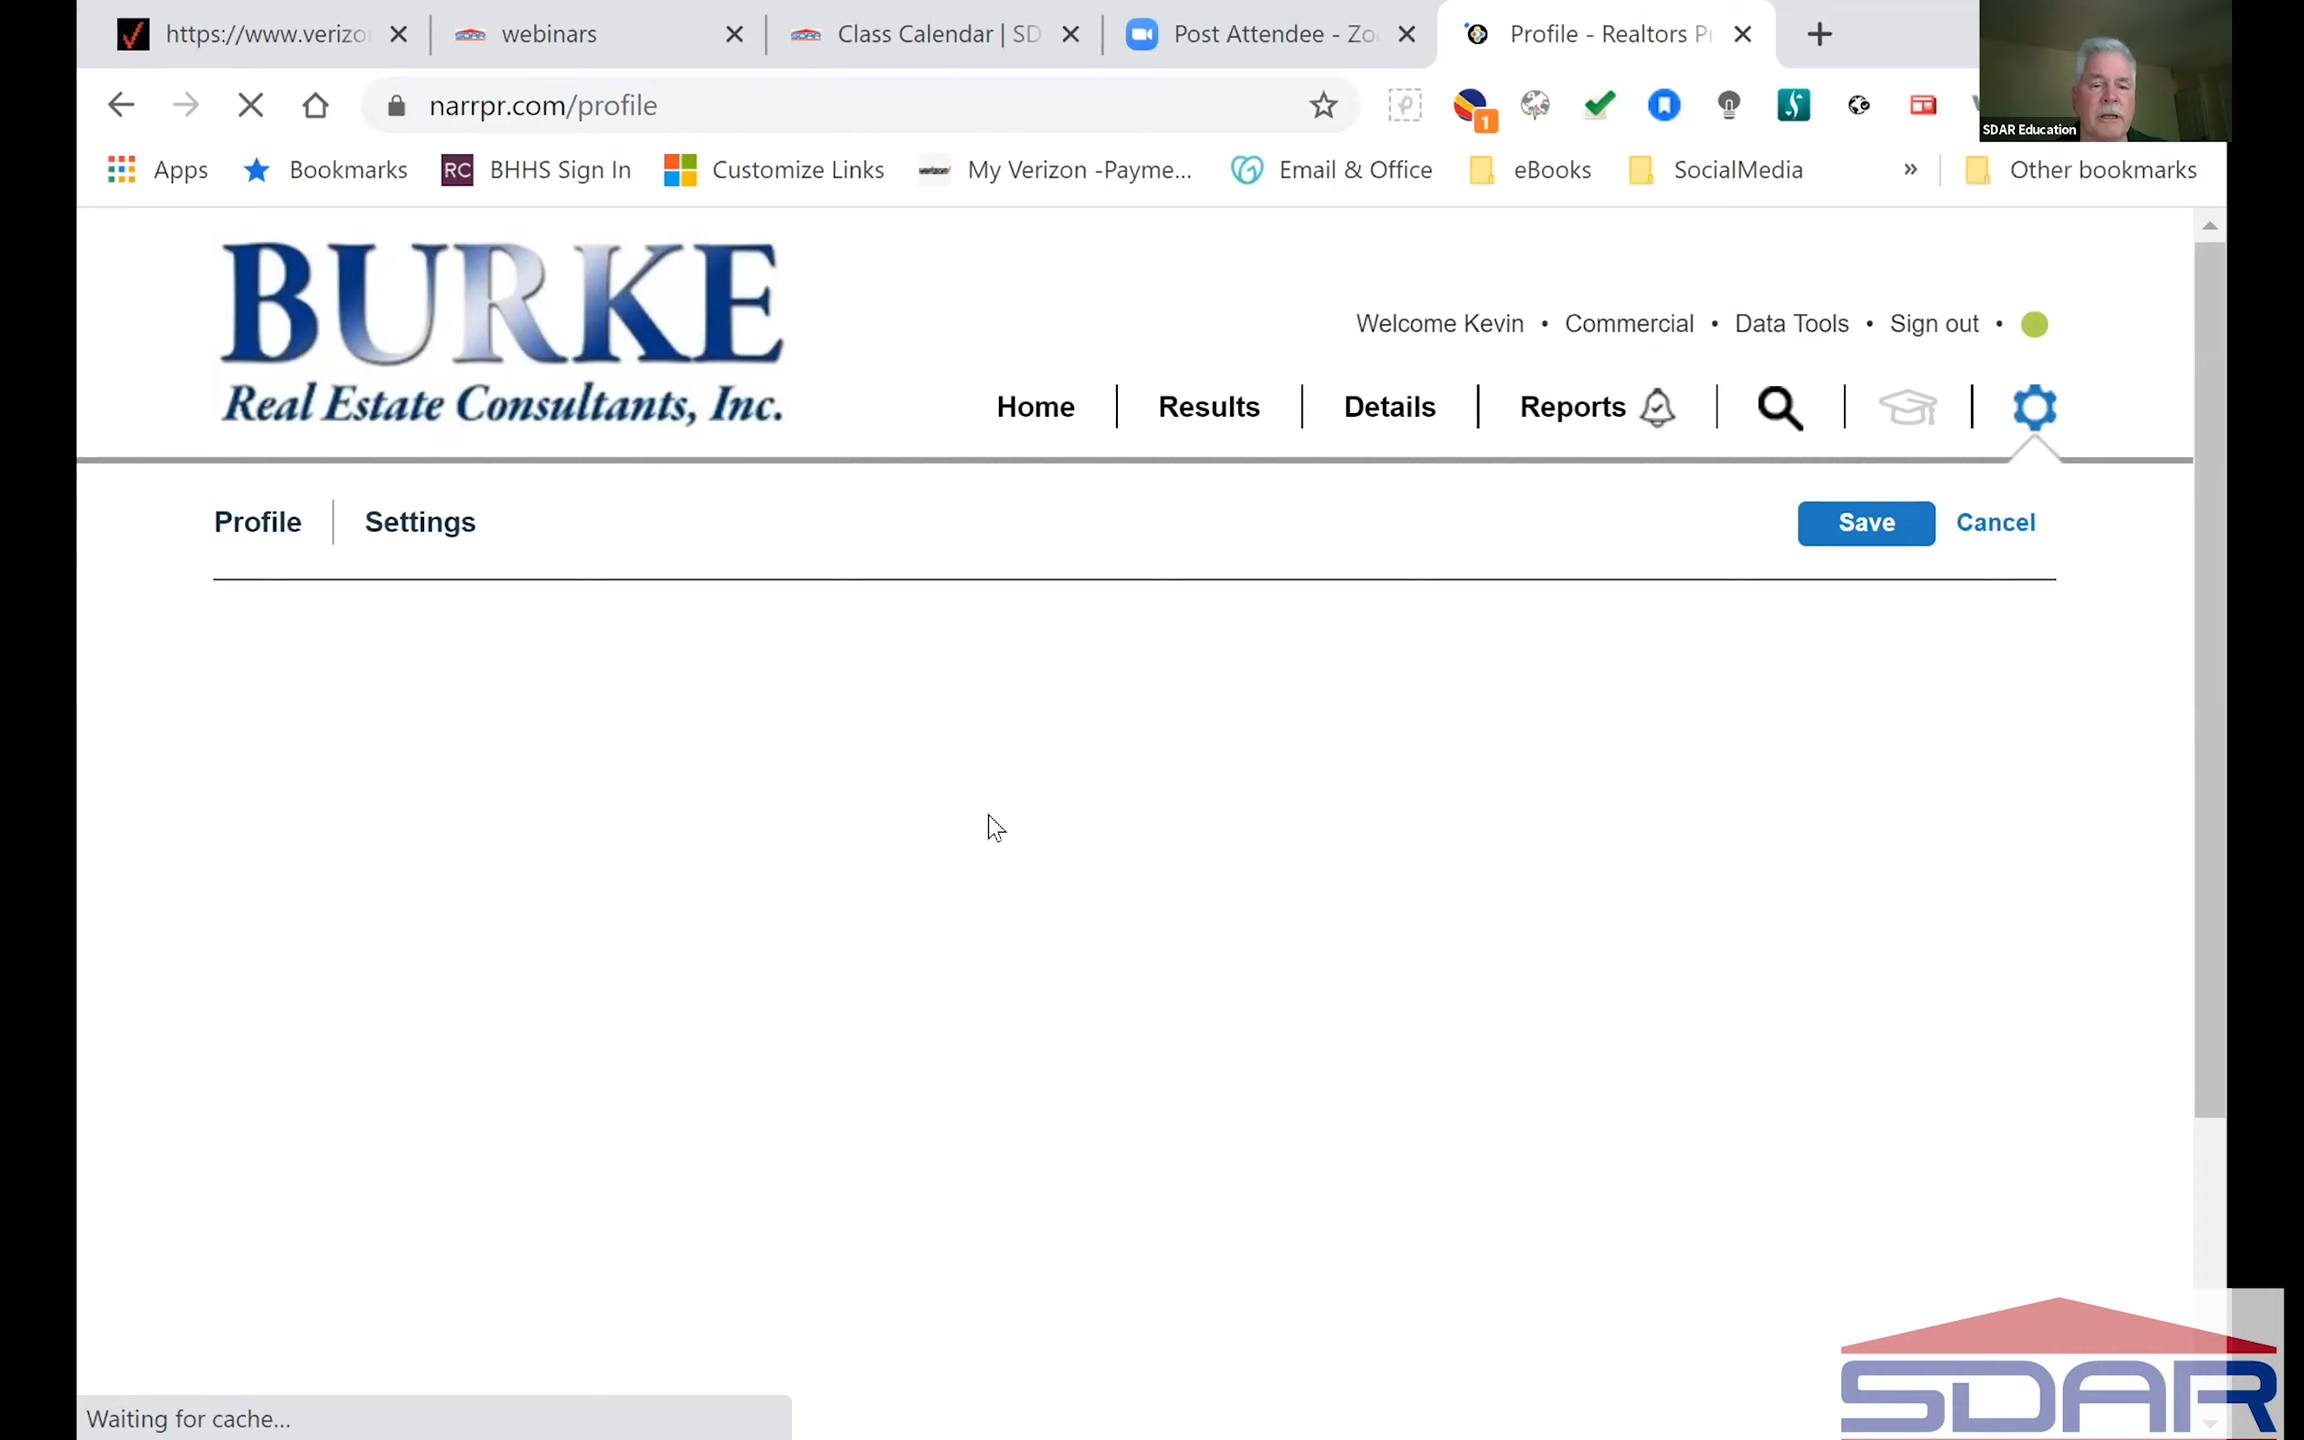 https://www.verizo
webinars
Class Calendar | SD
Post Attendee - Zo
Profile - Realtors P
narrpr.com/profile
1
SDAR Education
Apps
Bookmarks
RC BHHS Sign In
Customize Links
My Verizon -Payme...
Email & Office
eBooks
SocialMedia
»
Other bookmarks
BURKE
Real Estate Consultants, Inc.
Welcome Kevin • Commercial • Data Tools • Sign out •
Home | Results | Details | Reports
Profile | Settings
Save Cancel
Waiting for cache...
SDAR